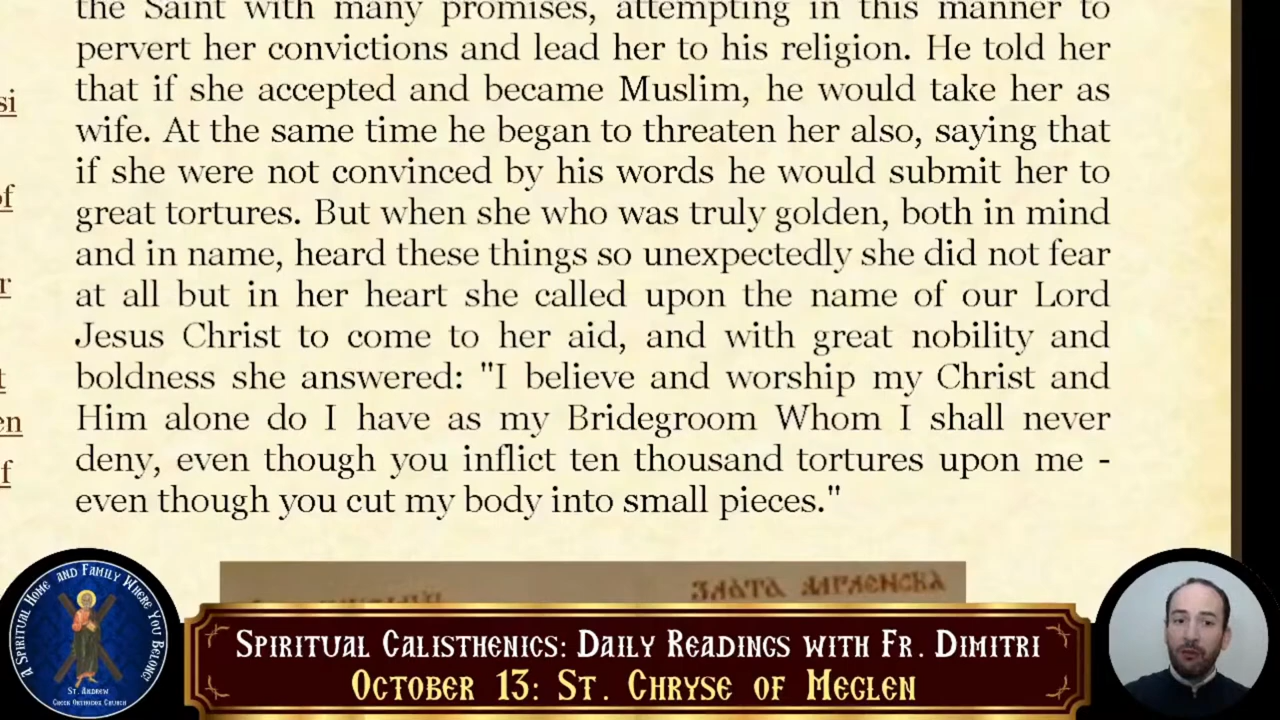 the Saint with many promises, attempting in this manner to
pervert her convictions and lead her to his religion. He told her
that if she accepted and became Muslim, he would take her as
wife. At the same time he began to threaten her also, saying that
if she were not convinced by his words he would submit her to
great tortures. But when she who was truly golden, both in mind
and in name, heard these things so unexpectedly she did not fear
at all but in her heart she called upon the name of our Lord
Jesus Christ to come to her aid, and with great nobility and
boldness she answered: "I believe and worship my Christ and
Him alone do I have as my Bridegroom Whom I shall never
deny, even though you inflict ten thousand tortures upon me -
even though you cut my body into small pieces."
si
of
r
t
en
f
ЗЛАТА МЕГЛЕНСКА
A Spiritual Home and Family Where You Belong!
St. Andrew
Greek Orthodox Church
Spiritual Calisthenics: Daily Readings with Fr. Dimitri
October 13: St. Chryse of Meglen